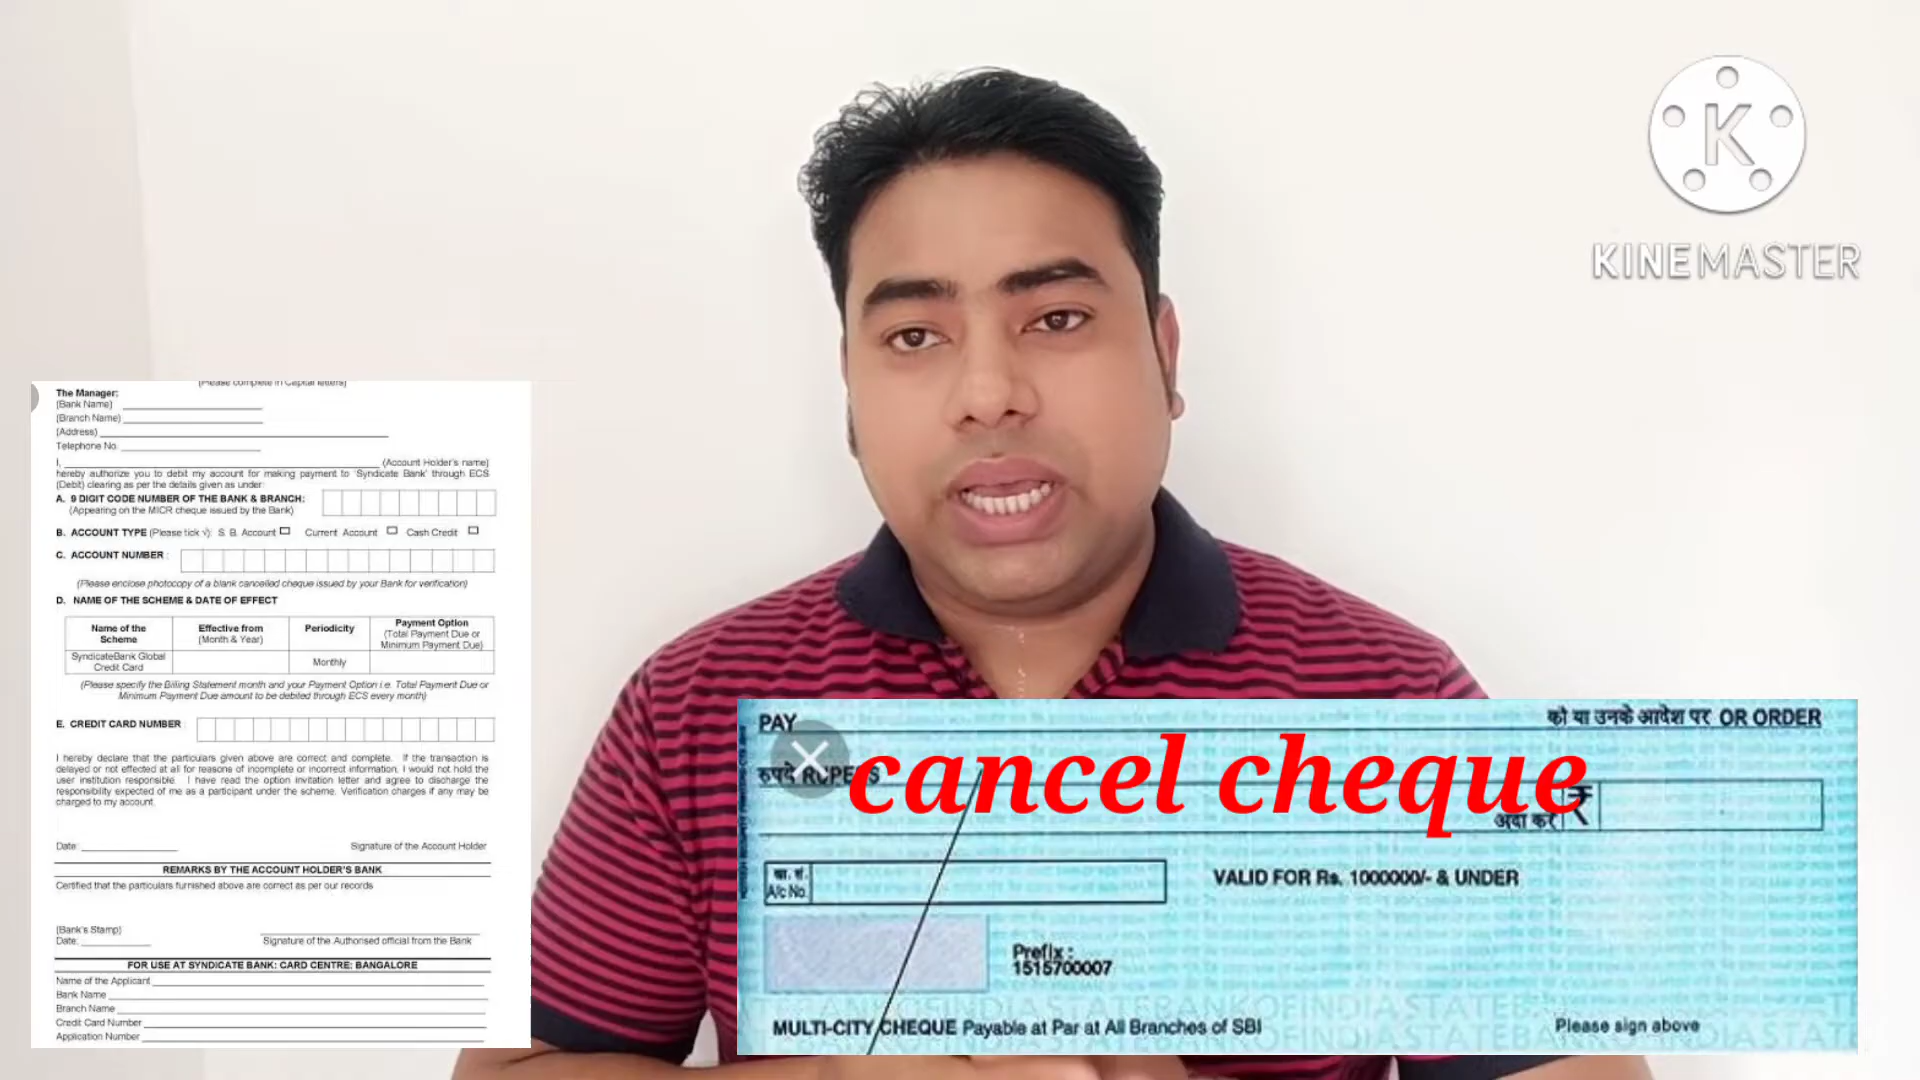 K
KINEMASTER
(Please complete in Capital letters)
The Manager:
(Bank Name)
(Branch Name)
(Address)
Telephone No.
I, (Account Holder's name)
hereby authorize you to debit my account for making payment to 'Syndicate Bank' through ECS
(Debit) clearing as per the details given as under:
A. 9 DIGIT CODE NUMBER OF THE BANK & BRANCH:
(Appearing on the MICR cheque issued by the Bank)
B. ACCOUNT TYPE (Please tick √): S. B. Account Current Account Cash Credit
C. ACCOUNT NUMBER :
(Please enclose photocopy of a blank cancelled cheque issued by your Bank for verification)
D. NAME OF THE SCHEME & DATE OF EFFECT
Name of the Scheme
Effective from (Month & Year)
Periodicity
Payment Option (Total Payment Due or Minimum Payment Due)
SyndicateBank Global Credit Card
Monthly
(Please specify the Billing Statement month and your Payment Option i.e. Total Payment Due or
Minimum Payment Due amount to be debited through ECS every month)
E. CREDIT CARD NUMBER
I hereby declare that the particulars given above are correct and complete. If the transaction is
delayed or not effected at all for reasons of incomplete or incorrect information, I would not hold the
user institution responsible. I have read the option invitation letter and agree to discharge the
responsibility expected of me as a participant under the scheme. Verification charges if any may be
charged to my account.
Date: Signature of the Account Holder
REMARKS BY THE ACCOUNT HOLDER'S BANK
Certified that the particulars furnished above are correct as per our records
(Bank's Stamp)
Date: Signature of the Authorised official from the Bank
FOR USE AT SYNDICATE BANK: CARD CENTRE: BANGALORE
Name of the Applicant
Bank Name
Branch Name
Credit Card Number
Application Number
PAY को या उनके आदेश पर OR ORDER
cancel cheque
रुपये RUPEES
अदा करें ₹
खा. सं.
A/c No.
VALID FOR Rs. 1000000/- & UNDER
Prefix :
1515700007
MULTI-CITY CHEQUE Payable at Par at All Branches of SBI
Please sign above